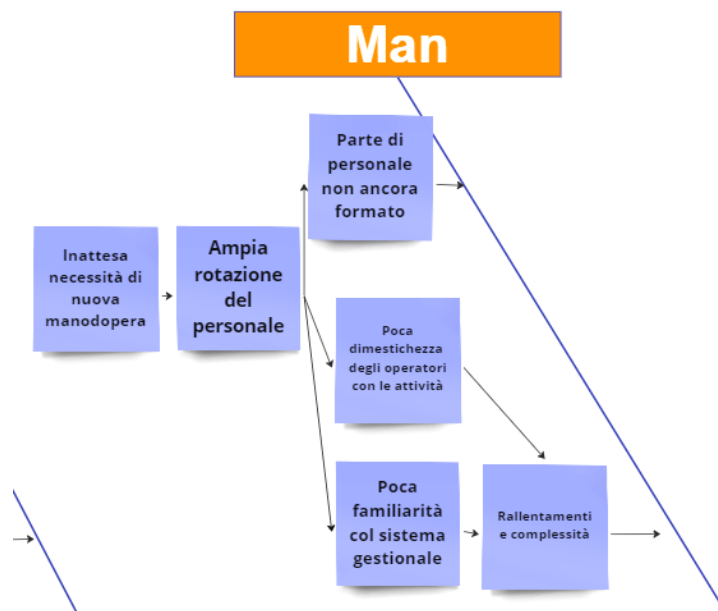 Man
Parte di
personale
non ancora
formato
Inattesa
necessità di
nuova
manodopera
Ampia
rotazione
del
personale
Poca
dimestichezza
degli operatori
con le attività
Poca
familiarità
col sistema
gestionale
Rallentamenti
e complessità